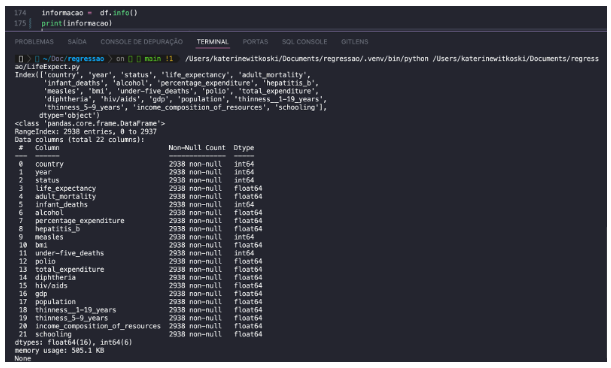 174 informacao = df.info()
175 print(informacao)
PROBLEMAS SAÍDA CONSOLE DE DEPURAÇÃO TERMINAL PORTAS SQL CONSOLE GITLENS
~/Doc/regressao on main !1 /Users/katerinewitkoski/Documents/regressao/.venv/bin/python /Users/katerinewitkoski/Documents/regress
ao/LifeExpect.py
Index(['country', 'year', 'status', 'life_expectancy', 'adult_mortality',
'infant_deaths', 'alcohol', 'percentage_expenditure', 'hepatitis_b',
'measles', 'bmi', 'under-five_deaths', 'polio', 'total_expenditure',
'diphtheria', 'hiv/aids', 'gdp', 'population', 'thinness__1-19_years',
'thinness_5-9_years', 'income_composition_of_resources', 'schooling'],
dtype='object')
<class 'pandas.core.frame.DataFrame'>
RangeIndex: 2938 entries, 0 to 2937
Data columns (total 22 columns):
# Column Non-Null Count Dtype
--- ------ -------------- -----
0 country 2938 non-null int64
1 year 2938 non-null int64
2 status 2938 non-null int64
3 life_expectancy 2938 non-null float64
4 adult_mortality 2938 non-null float64
5 infant_deaths 2938 non-null int64
6 alcohol 2938 non-null float64
7 percentage_expenditure 2938 non-null float64
8 hepatitis_b 2938 non-null float64
9 measles 2938 non-null int64
10 bmi 2938 non-null float64
11 under-five_deaths 2938 non-null int64
12 polio 2938 non-null float64
13 total_expenditure 2938 non-null float64
14 diphtheria 2938 non-null float64
15 hiv/aids 2938 non-null float64
16 gdp 2938 non-null float64
17 population 2938 non-null float64
18 thinness__1-19_years 2938 non-null float64
19 thinness_5-9_years 2938 non-null float64
20 income_composition_of_resources 2938 non-null float64
21 schooling 2938 non-null float64
dtypes: float64(16), int64(6)
memory usage: 505.1 KB
None